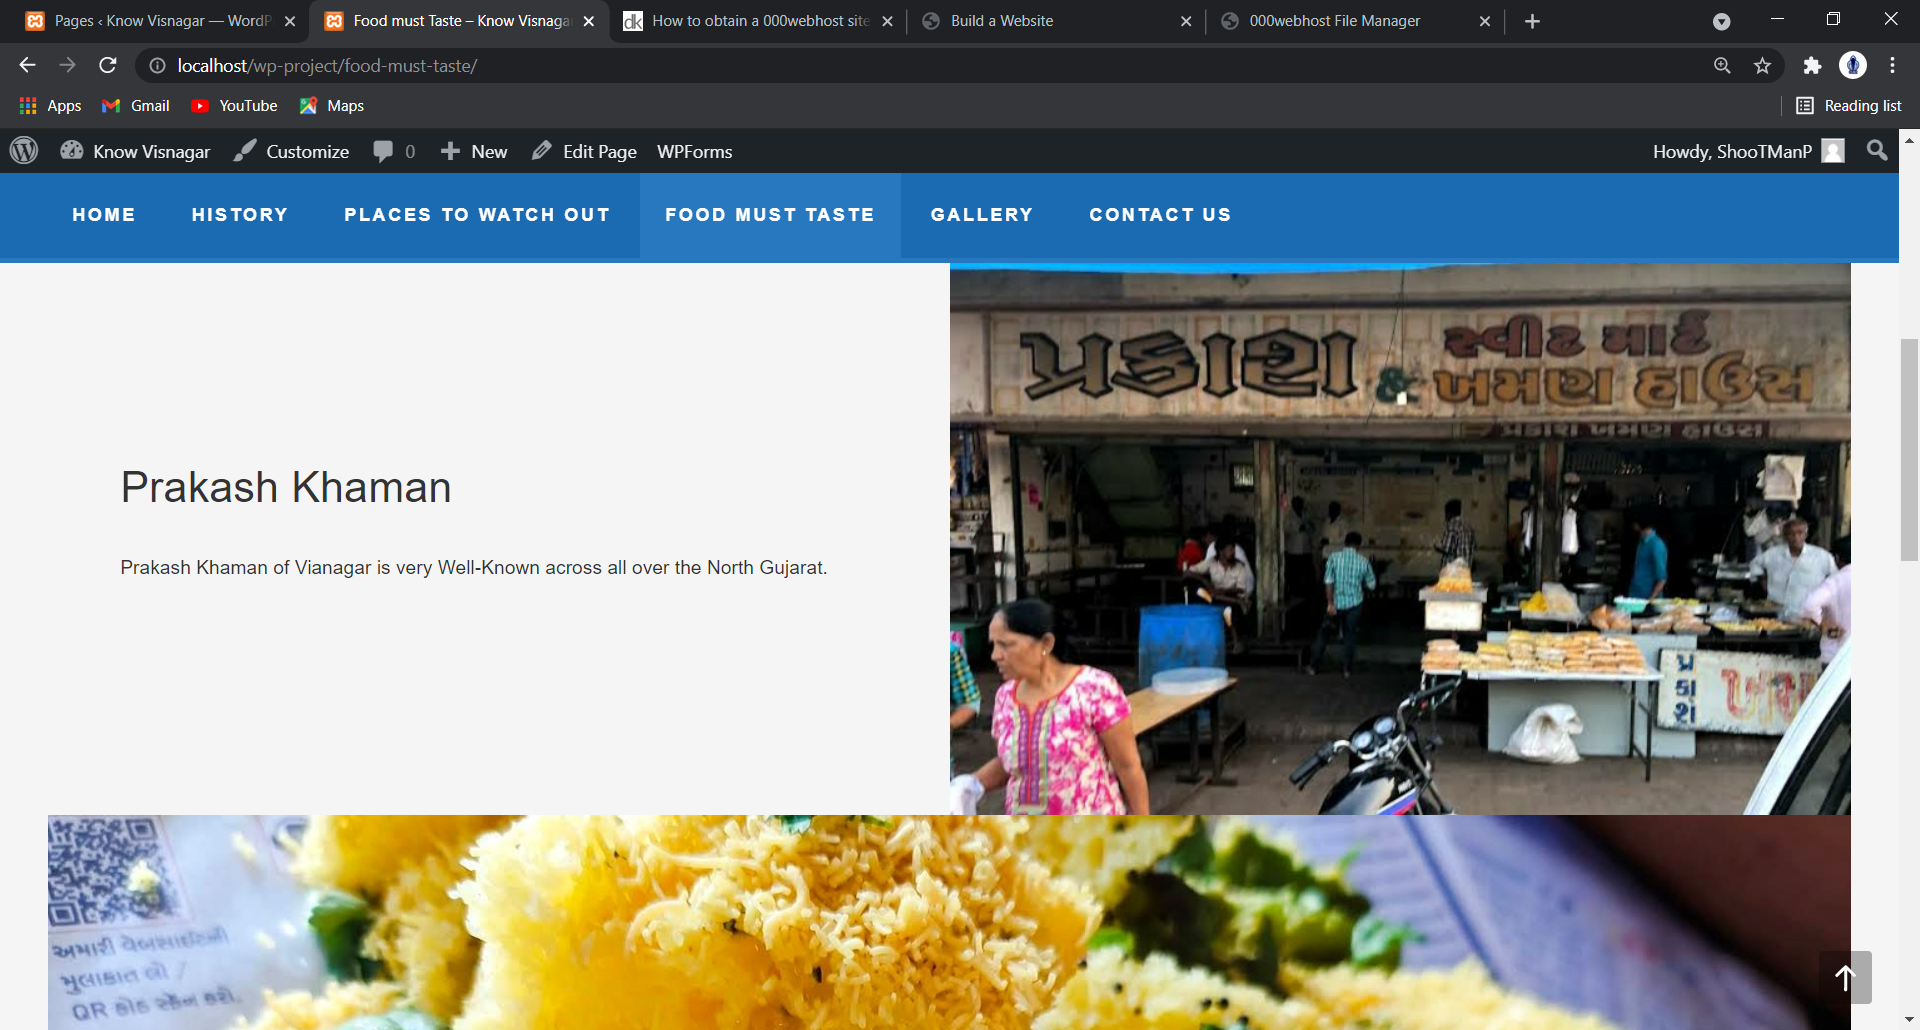 Pages ‹ Know Visnagar — WordP
Food must Taste – Know Visnaga
How to obtain a 000webhost site
Build a Website
000webhost File Manager
localhost/wp-project/food-must-taste/
Apps
Gmail
YouTube
Maps
Reading list
Know Visnagar
Customize
0
New
Edit Page
WPForms
Howdy, ShooTManP
HOME
HISTORY
PLACES TO WATCH OUT
FOOD MUST TASTE
GALLERY
CONTACT US
પ્રકાશ સ્વીટ માર્ટ
& ખમણ હાઉસ
પ્રકાશ ખમણ હાઉસ
Prakash Khaman
Prakash Khaman of Vianagar is very Well-Known across all over the North Gujarat.
પ્ર
કા
શ
અમારી વેબસાઈટની
મુલાકાત લો /
QR કોડ સ્કેન કરો.